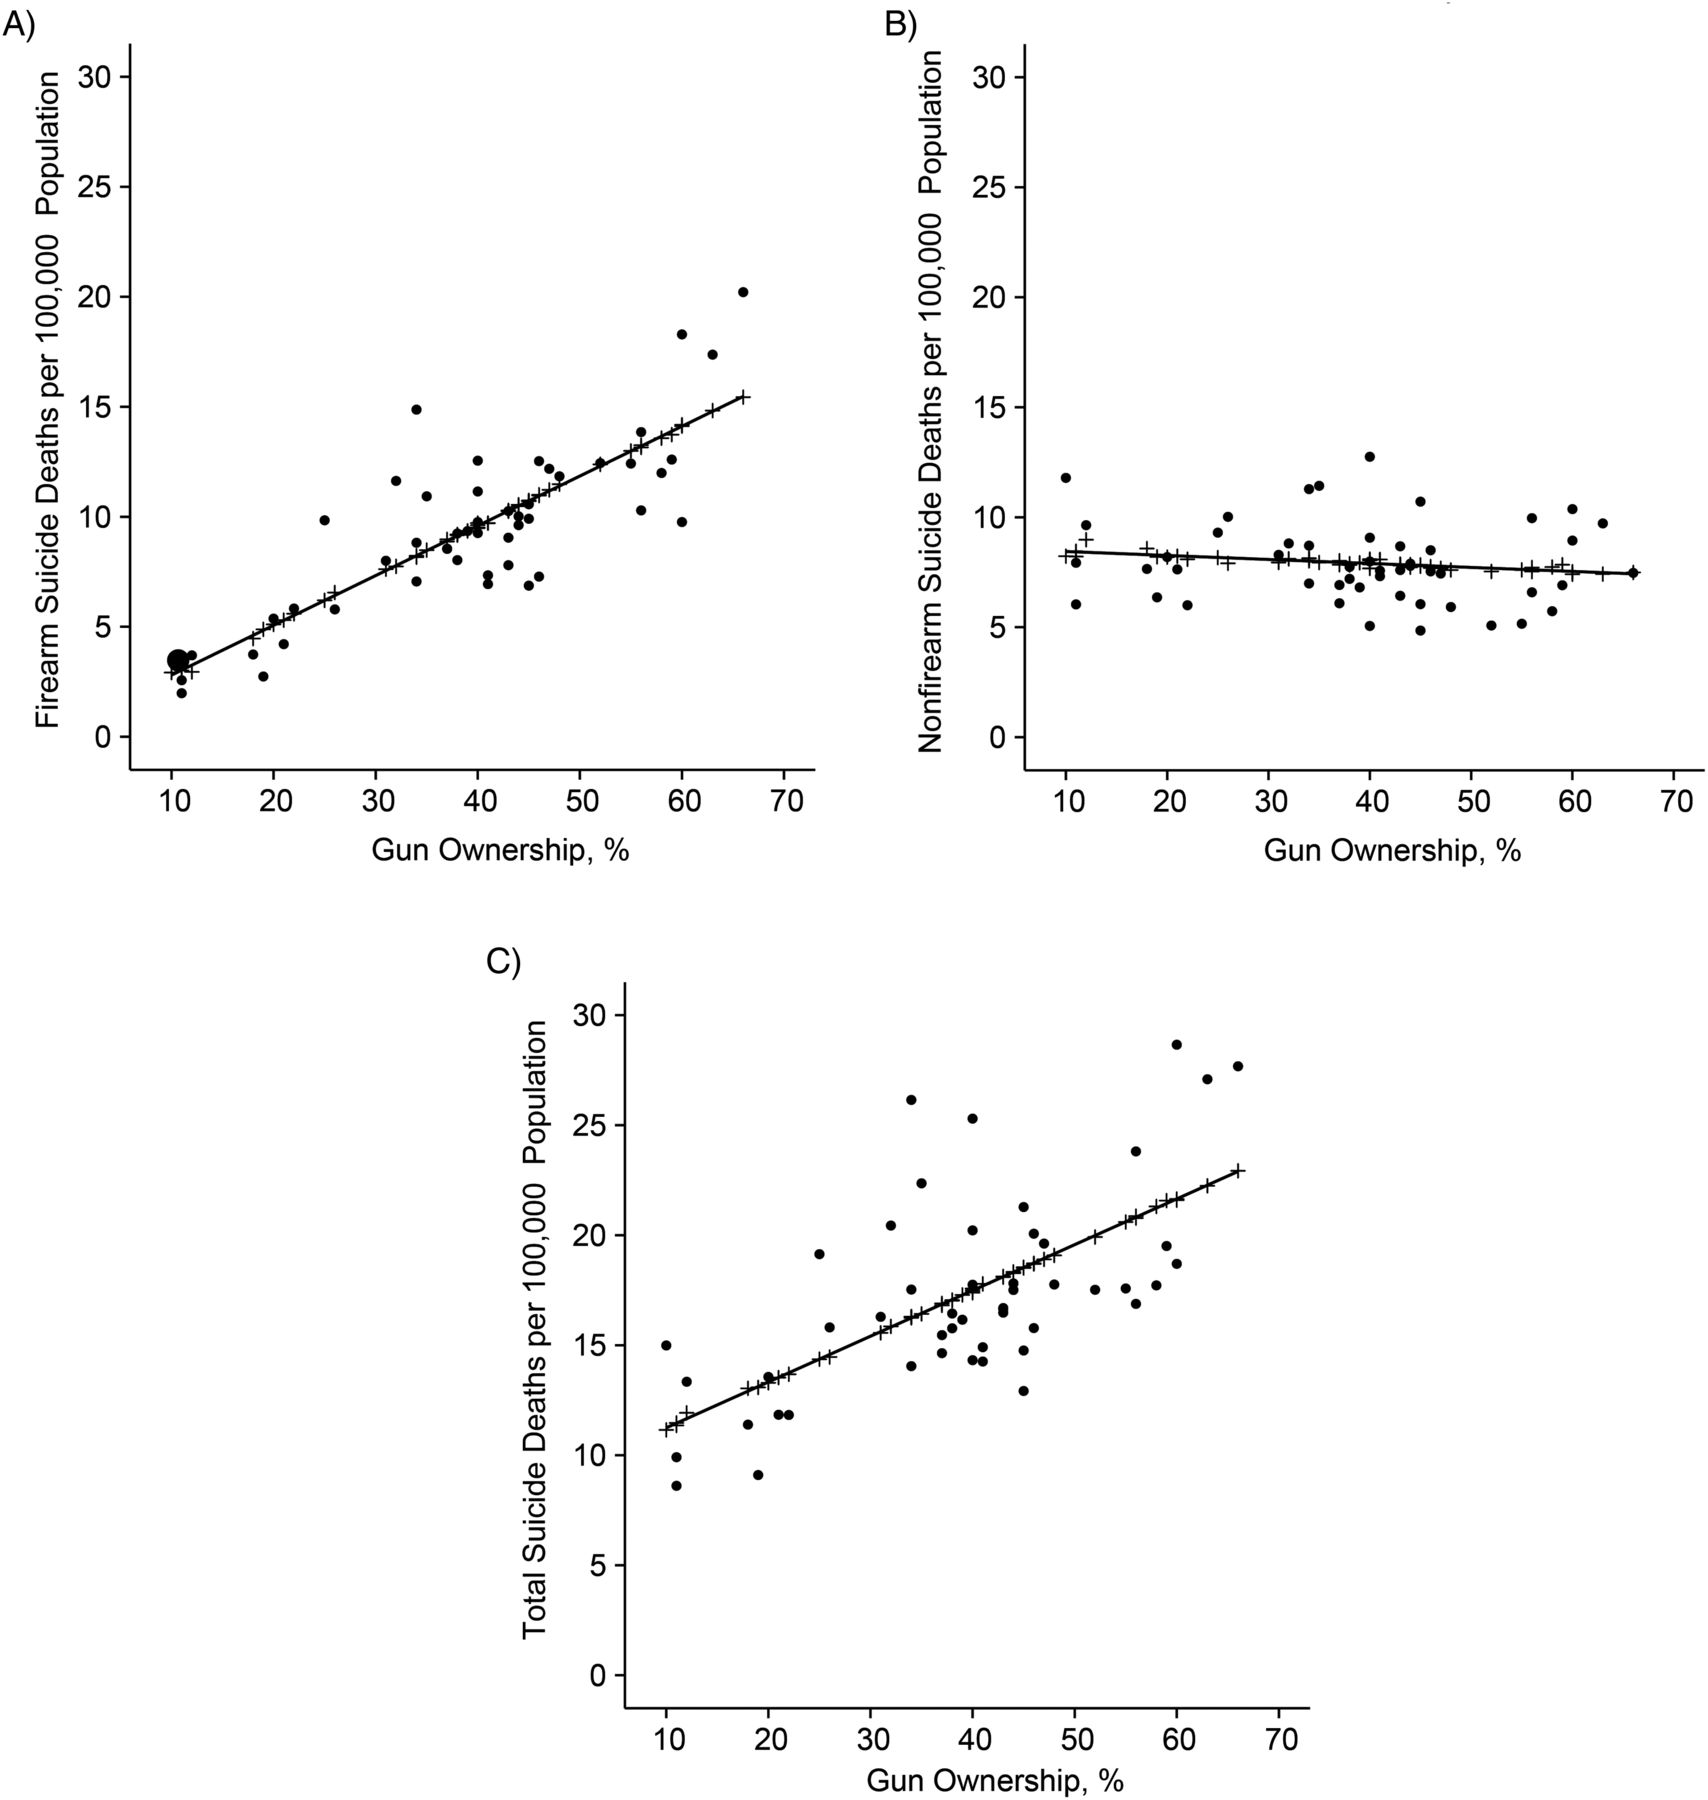 A)
Firearm Suicide Deaths per 100,000 Population
30
25
20
15
10
5
0
10 20 30 40 50 60 70
Gun Ownership, %
B)
Nonfirearm Suicide Deaths per 100,000 Population
30
25
20
15
10
5
0
10 20 30 40 50 60 70
Gun Ownership, %
C)
Total Suicide Deaths per 100,000 Population
30
25
20
15
10
5
0
10 20 30 40 50 60 70
Gun Ownership, %